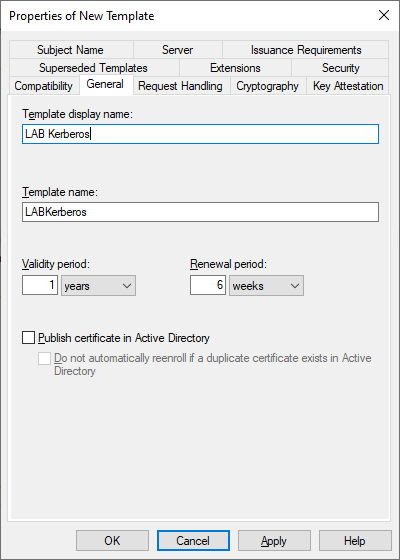 Properties of New Template
Subject Name Server Issuance Requirements
Superseded Templates Extensions Security
Compatibility General Request Handling Cryptography Key Attestation
Template display name:
LAB Kerberos
Template name:
LABKerberos
Validity period: Renewal period:
1 years 6 weeks
Publish certificate in Active Directory
Do not automatically reenroll if a duplicate certificate exists in Active
Directory
OK Cancel Apply Help